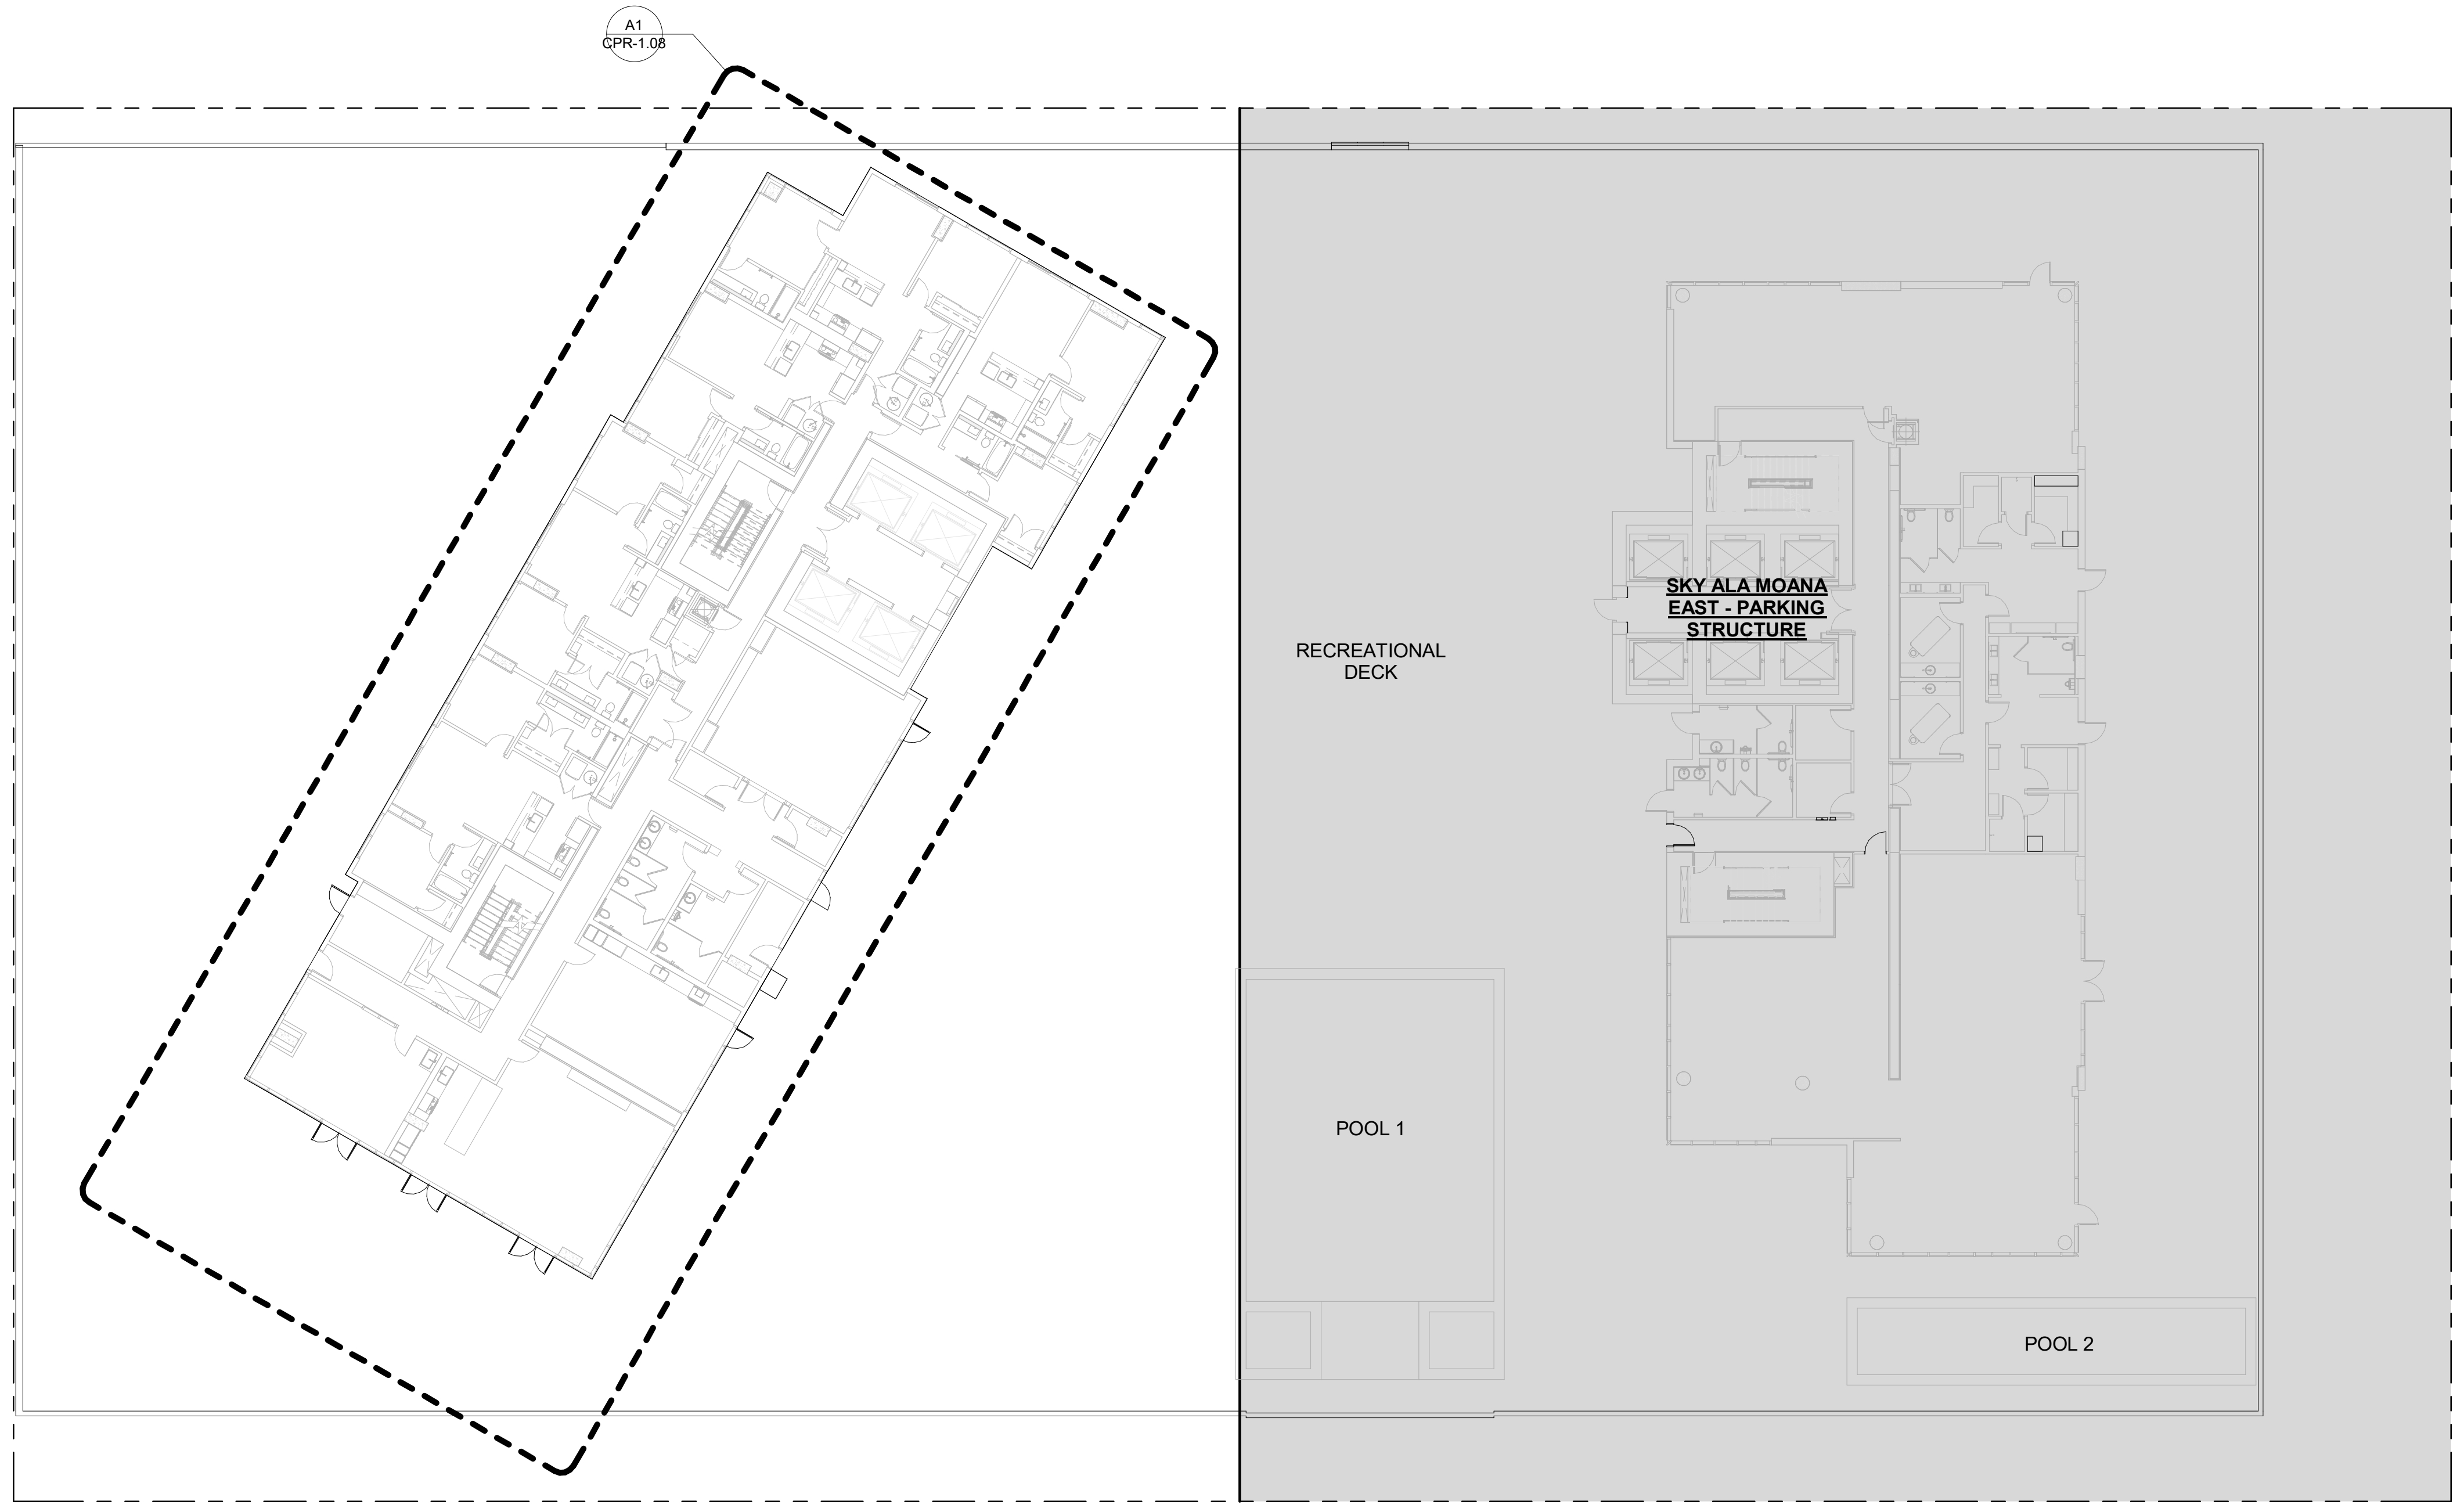 A1
CPR-1.08
SKY ALA MOANA
EAST - PARKING
STRUCTURE
RECREATIONAL
DECK
POOL 1
POOL 2